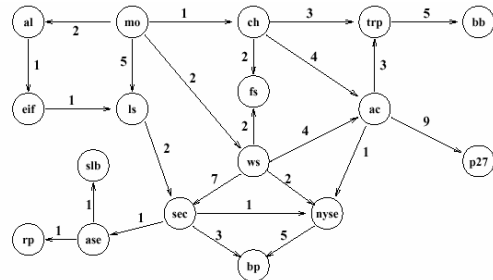 al 2 mo 1 ch 3 trp 5 bb
1 5 2 2 4 3
eif 1 ls fs ac
2 2 4 9
slb ws 1 p27
7 2
1 sec 1 nyse
rp 1 ase 1 3 5
bp